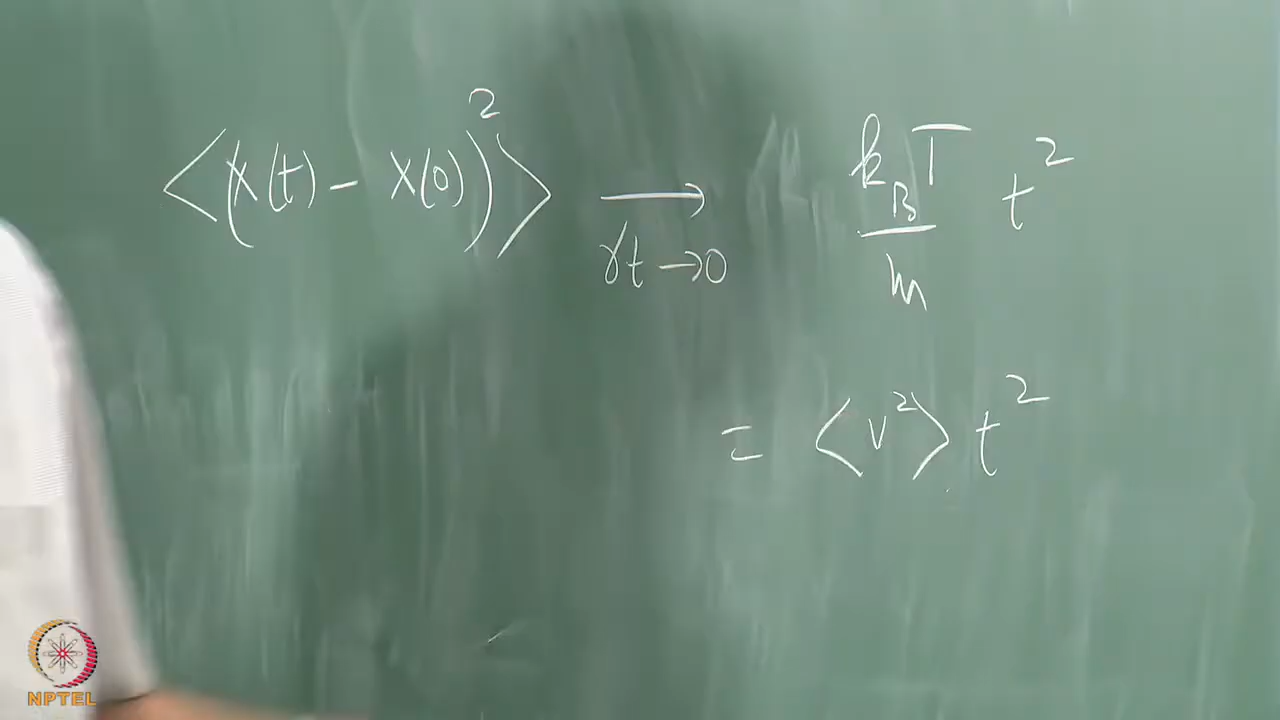 ⟨(X(t) − X(0))²⟩ ⟶ k_B T / m t²
γt → 0
= ⟨v²⟩ t²
NPTEL